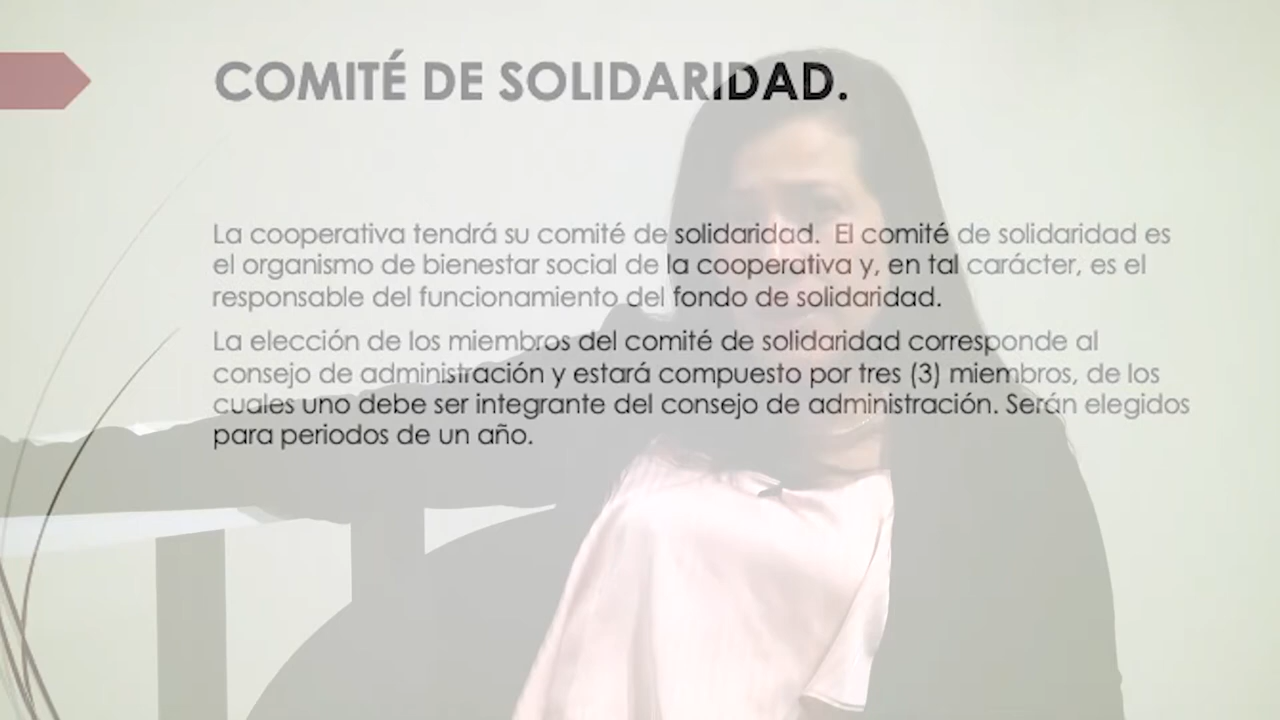 COMITÉ DE SOLIDARIDAD.
La cooperativa tendrá su comité de solidaridad.  El comité de solidaridad es
el organismo de bienestar social de la cooperativa y, en tal carácter, es el
responsable del funcionamiento del fondo de solidaridad.
La elección de los miembros del comité de solidaridad corresponde al
consejo de administración y estará compuesto por tres (3) miembros, de los
cuales uno debe ser integrante del consejo de administración. Serán elegidos
para periodos de un año.